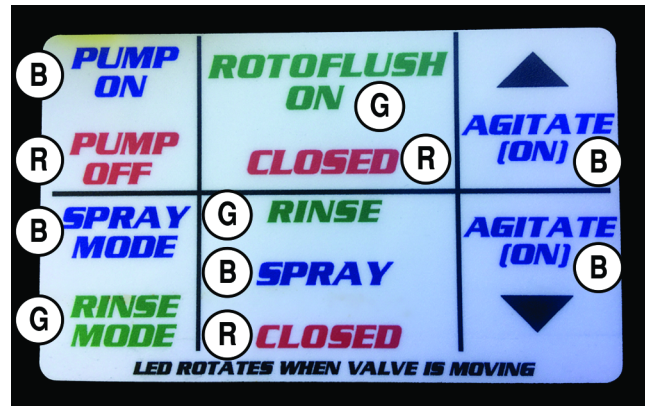 B PUMP ON
R PUMP OFF
ROTOFLUSH ON G
CLOSED R
AGITATE (ON) B
B SPRAY MODE
G RINSE MODE
G RINSE
B SPRAY
R CLOSED
AGITATE (ON) B
LED ROTATES WHEN VALVE IS MOVING